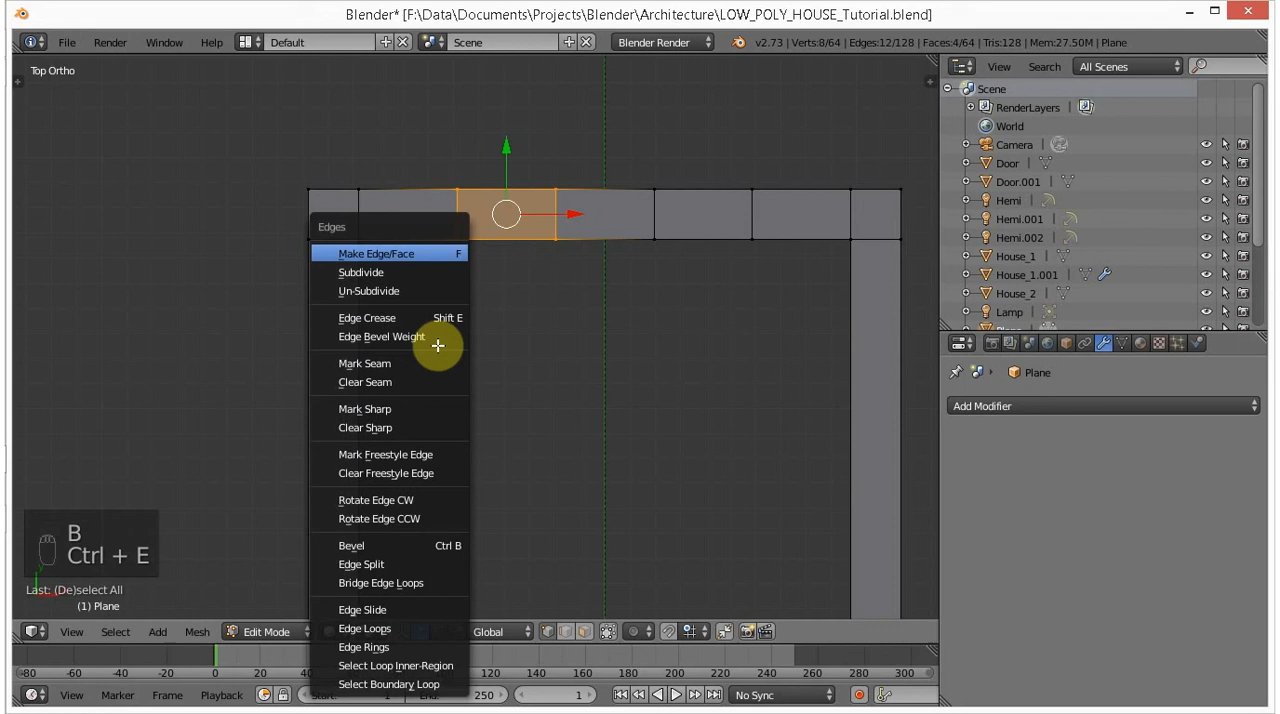 Blender* [F:\Data\Documents\Projects\Blender\Architecture\LOW_POLY_HOUSE_Tutorial.blend]
File Render Window Help Default Scene Blender Render v2.73 | Verts:8/64 | Edges:12/128 | Faces:4/64 | Tris:128 | Mem:27.50M | Plane
Top Ortho
View Search All Scenes
Scene
RenderLayers
World
Camera
Door
Door.001
Hemi
Hemi.001
Hemi.002
House_1
House_1.001
House_2
Lamp
Plane
Add Modifier
Edges
Make Edge/Face F
Subdivide
Un-Subdivide
Edge Crease Shift E
Edge Bevel Weight
Mark Seam
Clear Seam
Mark Sharp
Clear Sharp
Mark Freestyle Edge
Clear Freestyle Edge
Rotate Edge CW
Rotate Edge CCW
Bevel Ctrl B
Edge Split
Bridge Edge Loops
Edge Slide
Edge Loops
Edge Rings
Select Loop Inner-Region
Select Boundary Loop
B
Ctrl + E
Last: (De)select All
(1) Plane
View Select Add Mesh Edit Mode Global
-80 -60 -40 -20 0 20 40 220 240 260 280 300
View Marker Frame Playback Start: 1 250 1 No Sync